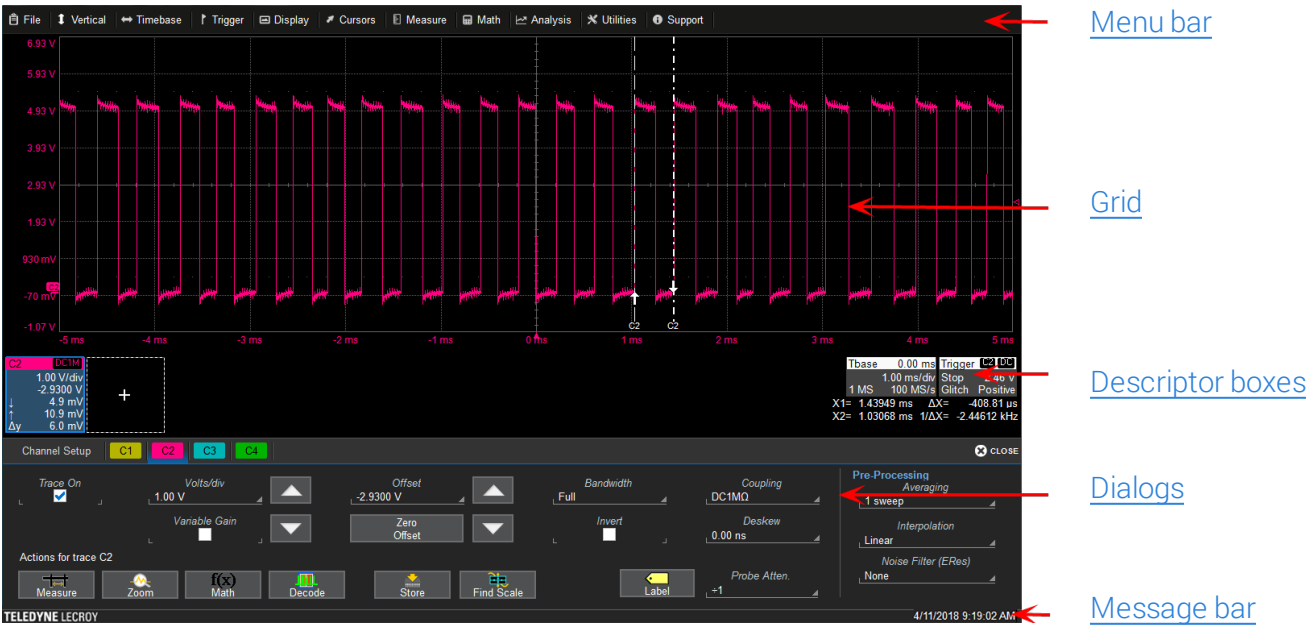 File Vertical Timebase Trigger Display Cursors Measure Math Analysis Utilities Support
Menu bar
6.93 V
5.93 V
4.93 V
3.93 V
2.93 V
1.93 V
930 mV
C2
-70 mV
-1.07 V
Grid
C2 C2
-5 ms -4 ms -3 ms -2 ms -1 ms 0 ms 1 ms 2 ms 3 ms 4 ms 5 ms
C2 DC1M
1.00 V/div
-2.9300 V
↓ 4.9 mV
↑ 10.9 mV
Δy 6.0 mV
+
Tbase 0.00 ms
1.00 ms/div
1 MS 100 MS/s
Trigger C2 DC
Stop 2.46 V
Glitch Positive
X1= 1.43949 ms ΔX= -408.81 µs
X2= 1.03068 ms 1/ΔX= -2.44612 kHz
Descriptor boxes
Channel Setup C1 C2 C3 C4 CLOSE
Trace On
Volts/div
1.00 V
Variable Gain
Offset
-2.9300 V
Zero
Offset
Bandwidth
Full
Invert
Coupling
DC1MΩ
Deskew
0.00 ns
Pre-Processing
Averaging
1 sweep
Interpolation
Linear
Noise Filter (ERes)
None
Dialogs
Actions for trace C2
Measure
Zoom
f(x)
Math
Decode
Store
Find Scale
Label
Probe Atten.
÷1
TELEDYNE LECROY
4/11/2018 9:19:02 AM
Message bar